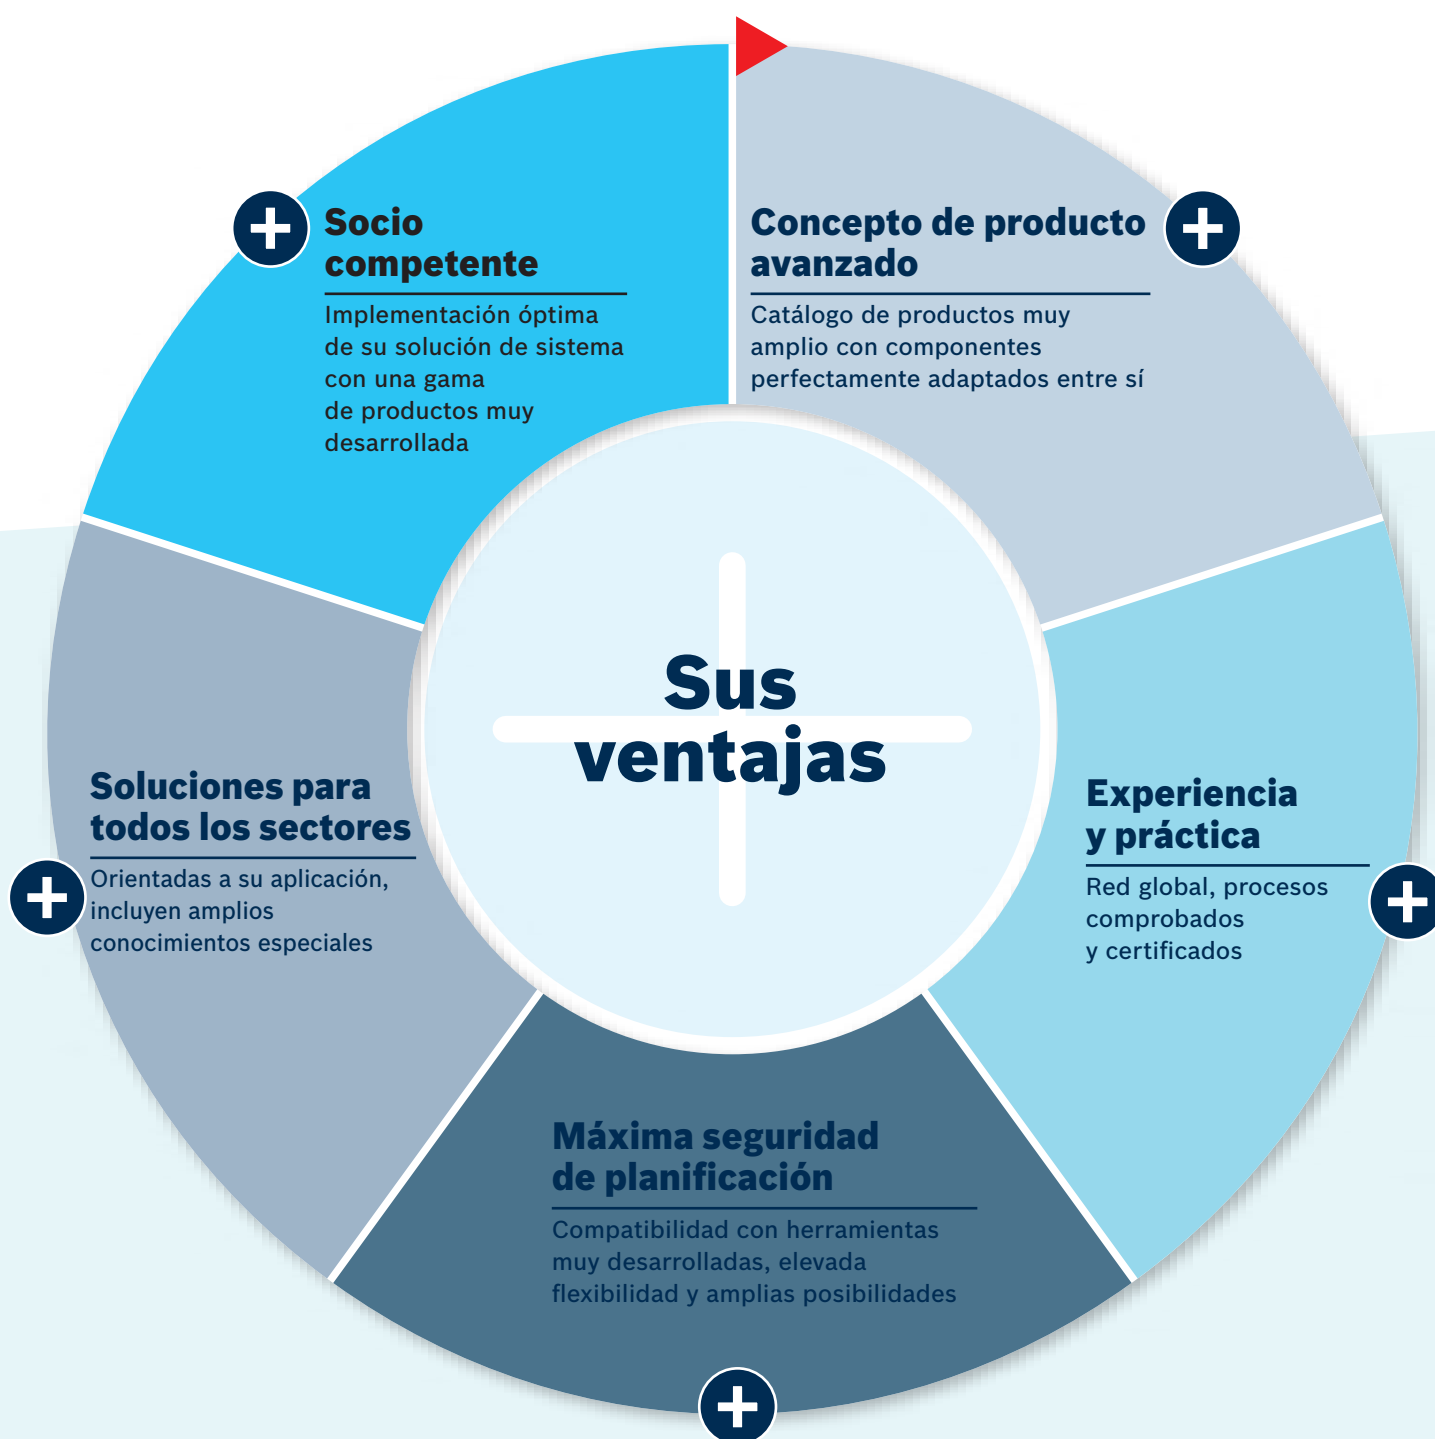 Socio
competente
Implementación óptima
de su solución de sistema
con una gama
de productos muy
desarrollada
Concepto de producto
avanzado
Catálogo de productos muy
amplio con componentes
perfectamente adaptados entre sí
Sus
ventajas
Soluciones para
todos los sectores
Orientadas a su aplicación,
incluyen amplios
conocimientos especiales
Experiencia
y práctica
Red global, procesos
comprobados
y certificados
Máxima seguridad
de planificación
Compatibilidad con herramientas
muy desarrolladas, elevada
flexibilidad y amplias posibilidades